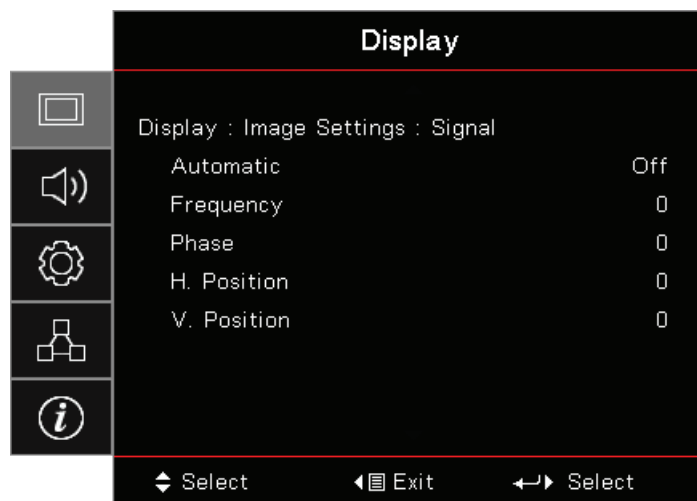 Display
Display : Image Settings : Signal
Automatic Off
Frequency 0
Phase 0
H. Position 0
V. Position 0
Select Exit Select